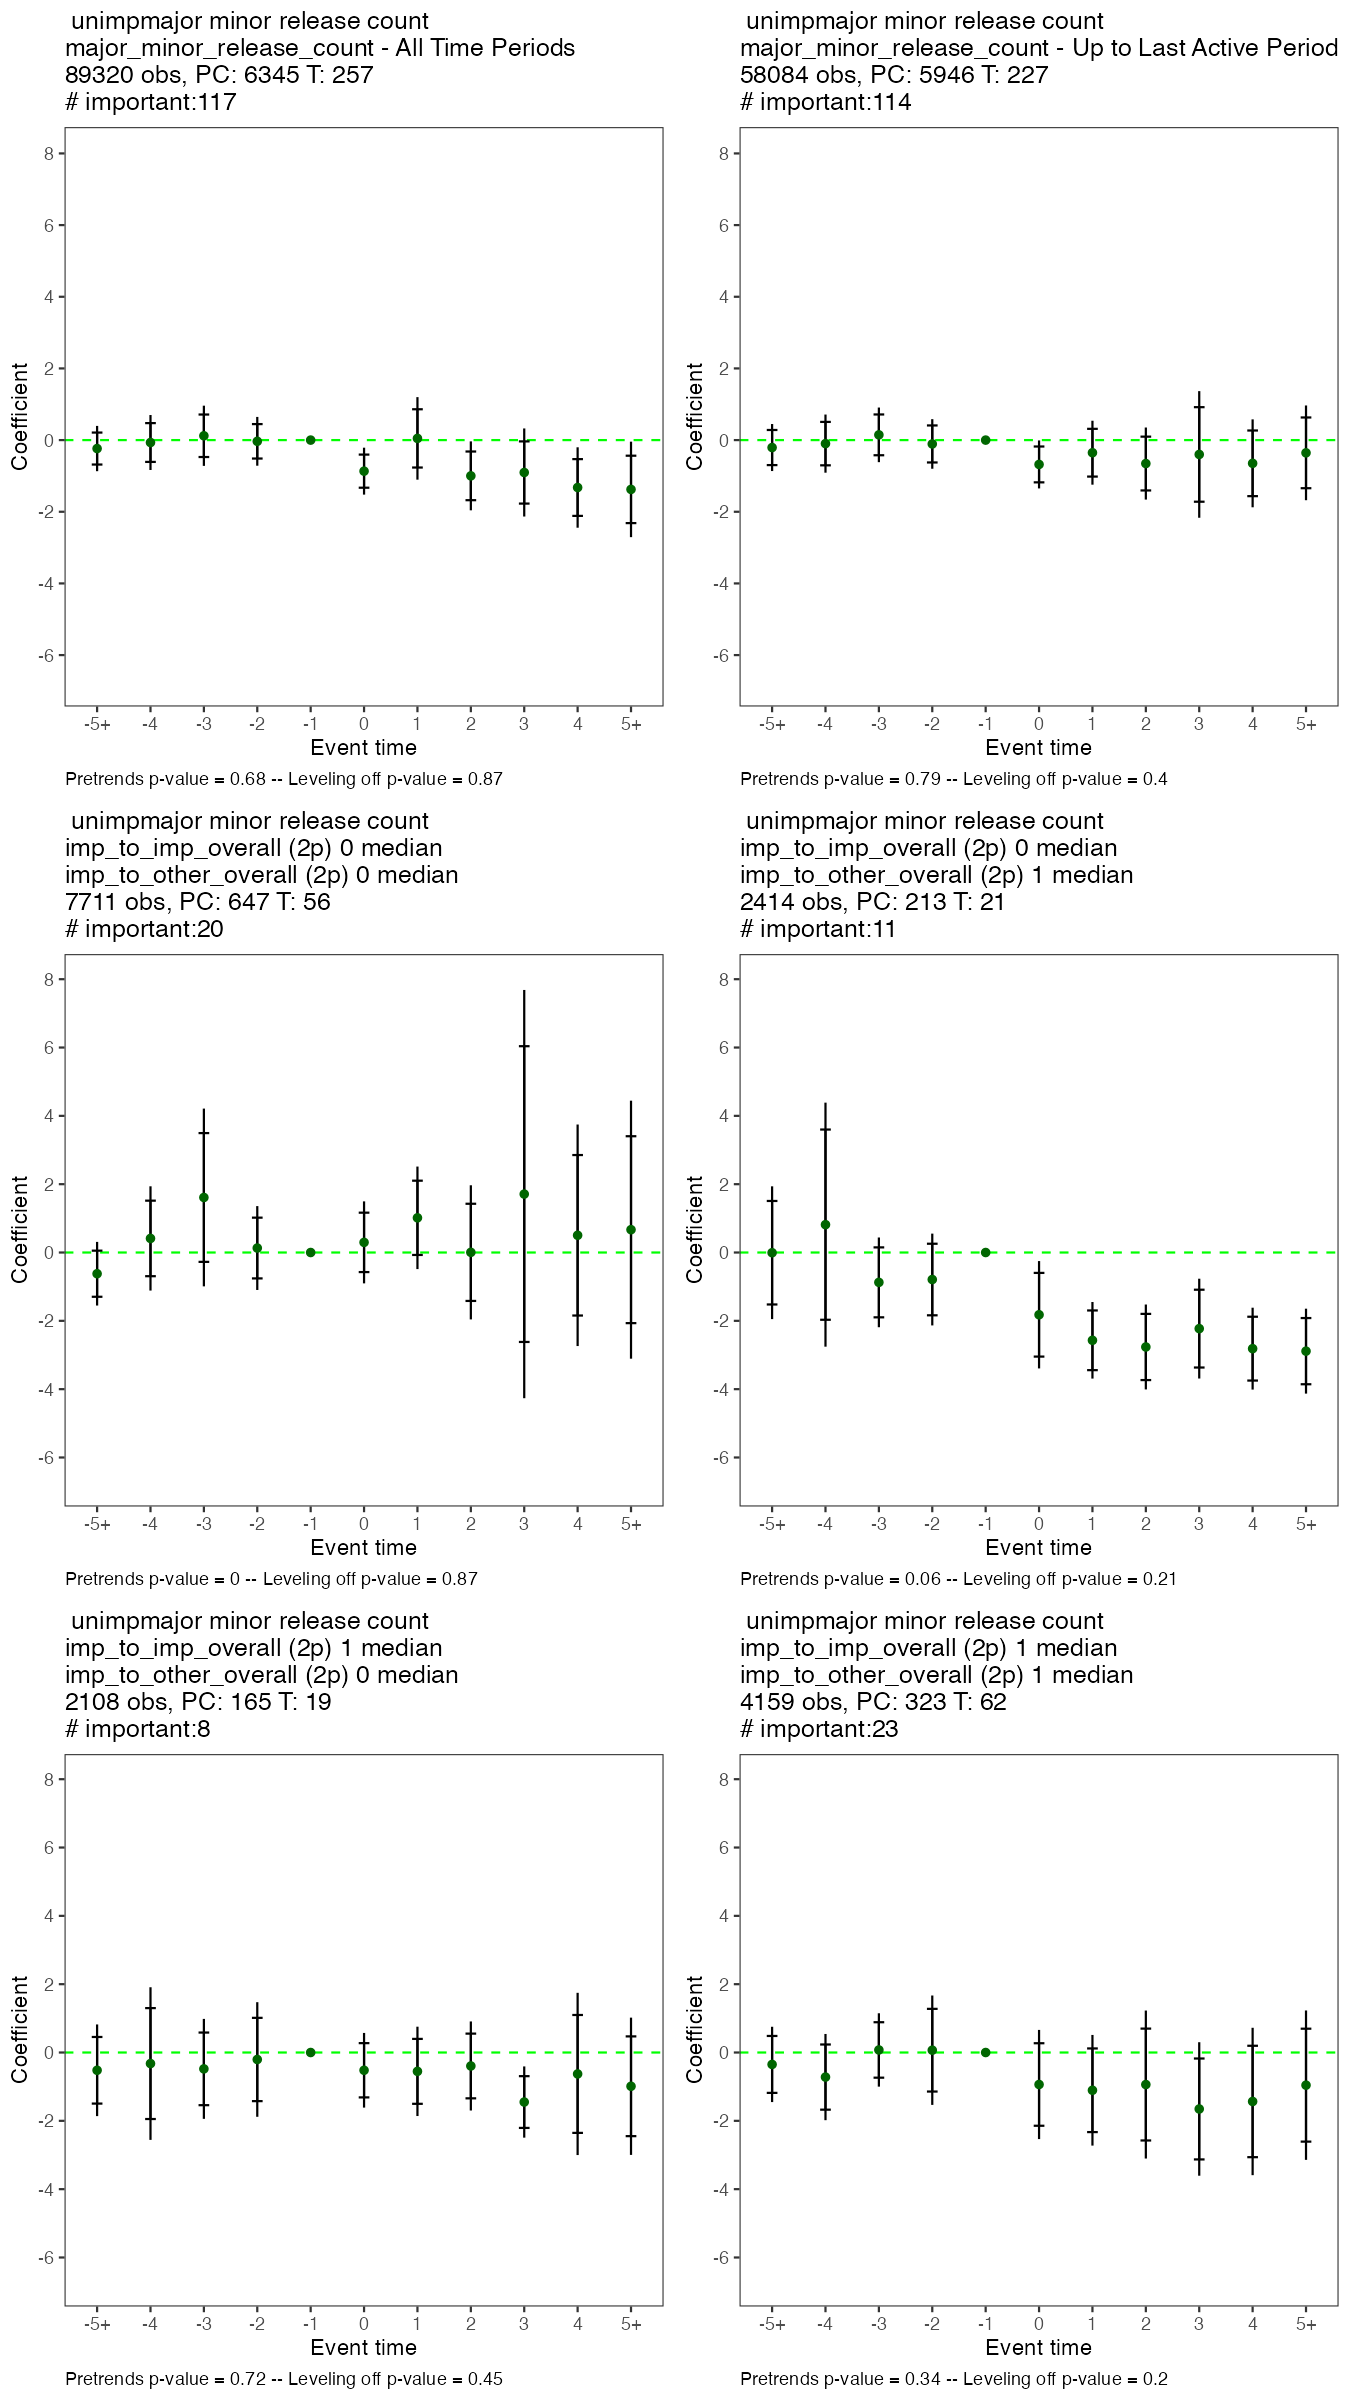 unimpmajor minor release count
major_minor_release_count - All Time Periods
89320 obs, PC: 6345 T: 257
# important:117
8
6
4
2
0
-2
-4
-6
Coefficient
-5+ -4 -3 -2 -1 0 1 2 3 4 5+
Event time
Pretrends p-value = 0.68 -- Leveling off p-value = 0.87
unimpmajor minor release count
major_minor_release_count - Up to Last Active Period
58084 obs, PC: 5946 T: 227
# important:114
8
6
4
2
0
-2
-4
-6
Coefficient
-5+ -4 -3 -2 -1 0 1 2 3 4 5+
Event time
Pretrends p-value = 0.79 -- Leveling off p-value = 0.4
unimpmajor minor release count
imp_to_imp_overall (2p) 0 median
imp_to_other_overall (2p) 0 median
7711 obs, PC: 647 T: 56
# important:20
8
6
4
2
0
-2
-4
-6
Coefficient
-5+ -4 -3 -2 -1 0 1 2 3 4 5+
Event time
Pretrends p-value = 0 -- Leveling off p-value = 0.87
unimpmajor minor release count
imp_to_imp_overall (2p) 0 median
imp_to_other_overall (2p) 1 median
2414 obs, PC: 213 T: 21
# important:11
8
6
4
2
0
-2
-4
-6
Coefficient
-5+ -4 -3 -2 -1 0 1 2 3 4 5+
Event time
Pretrends p-value = 0.06 -- Leveling off p-value = 0.21
unimpmajor minor release count
imp_to_imp_overall (2p) 1 median
imp_to_other_overall (2p) 0 median
2108 obs, PC: 165 T: 19
# important:8
8
6
4
2
0
-2
-4
-6
Coefficient
-5+ -4 -3 -2 -1 0 1 2 3 4 5+
Event time
Pretrends p-value = 0.72 -- Leveling off p-value = 0.45
unimpmajor minor release count
imp_to_imp_overall (2p) 1 median
imp_to_other_overall (2p) 1 median
4159 obs, PC: 323 T: 62
# important:23
8
6
4
2
0
-2
-4
-6
Coefficient
-5+ -4 -3 -2 -1 0 1 2 3 4 5+
Event time
Pretrends p-value = 0.34 -- Leveling off p-value = 0.2